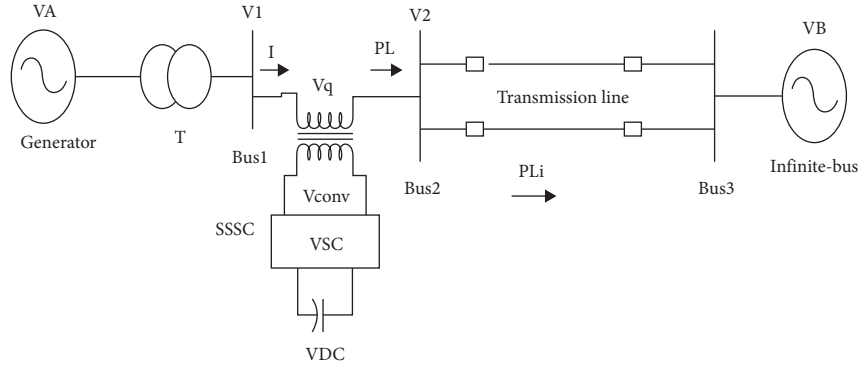 VA
V1
V2
VB
I
PL
Vq
Transmission line
Generator
T
Bus1
Infinite-bus
PLi
Bus2
Bus3
Vconv
SSSC
VSC
VDC